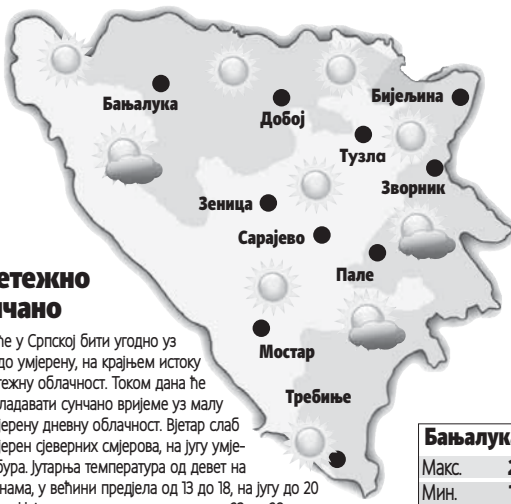 Бањалука
Добој
Бијељина
Тузла
Зворник
Зеница
Сарајево
Пале
Мостар
Требиње
етежно
нчано
ће у Српској бити угодно уз
до умјерену, на крајњем истоку
тежну облачност. Током дана ће
ладавати сунчано вријеме уз малу
јерену дневну облачност. Вјетар слаб
јерен сјеверних смјерова, на југу умје-
бура. Јутарња температура од девет на
нама, у већини предјела од 13 до 18, на југу до 20
Бањалука
Макс.
Мин.